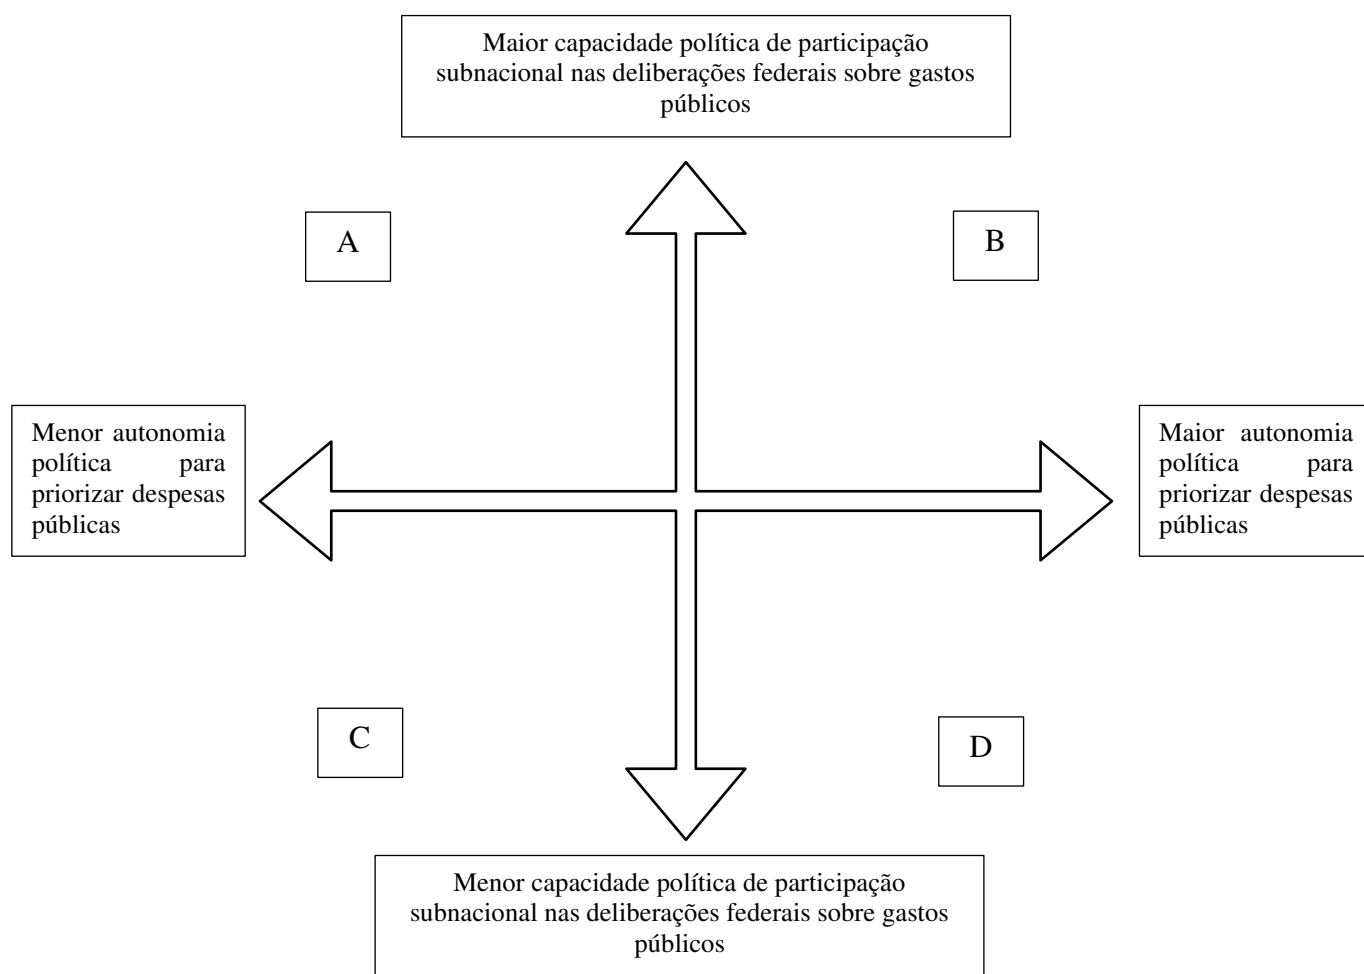 Maior capacidade política de participação
subnacional nas deliberações federais sobre gastos
públicos
A
B
Menor autonomia
política para
priorizar despesas
públicas
Maior autonomia
política para
priorizar despesas
públicas
C
D
Menor capacidade política de participação
subnacional nas deliberações federais sobre gastos
públicos